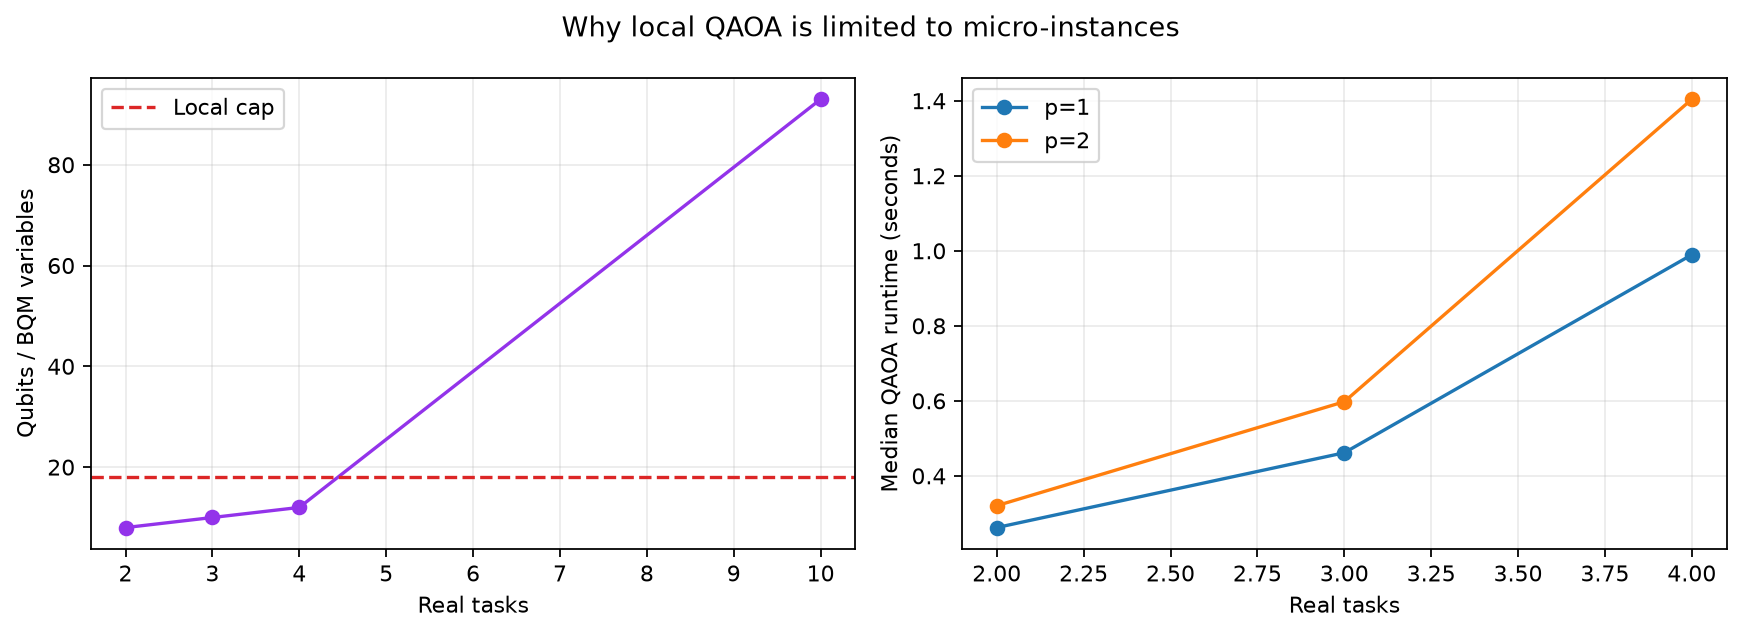 Why local QAOA is limited to micro-instances
Local cap
Qubits / BQM variables
80
60
40
20
2 3 4 5 6 7 8 9 10
Real tasks
p=1
p=2
Median QAOA runtime (seconds)
1.4
1.2
1.0
0.8
0.6
0.4
2.00 2.25 2.50 2.75 3.00 3.25 3.50 3.75 4.00
Real tasks